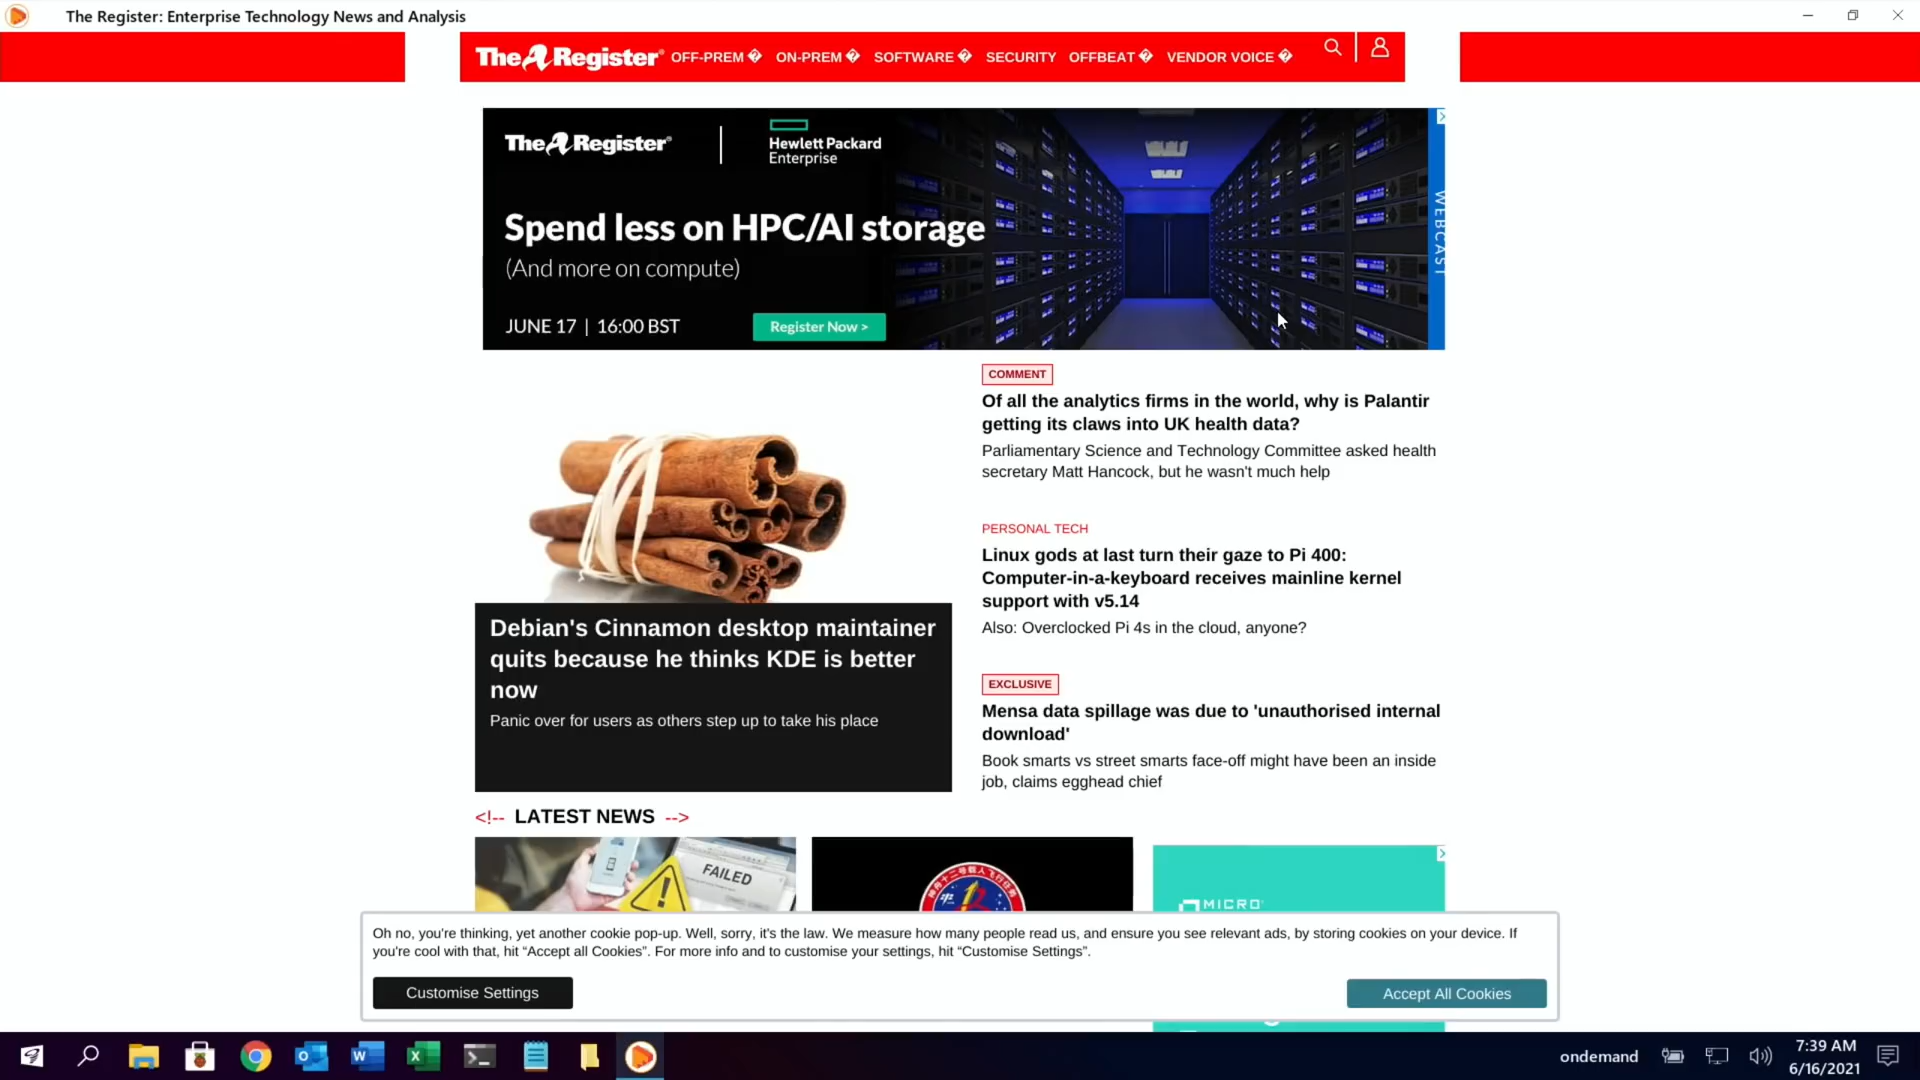 The Register: Enterprise Technology News and Analysis
The Register® OFF-PREM � ON-PREM � SOFTWARE � SECURITY OFFBEAT � VENDOR VOICE �
The Register® Hewlett Packard
Enterprise
Spend less on HPC/AI storage
(And more on compute)
JUNE 17 | 16:00 BST Register Now >
WEBCAST
COMMENT
Of all the analytics firms in the world, why is Palantir
getting its claws into UK health data?
Parliamentary Science and Technology Committee asked health
secretary Matt Hancock, but he wasn't much help
PERSONAL TECH
Linux gods at last turn their gaze to Pi 400:
Computer-in-a-keyboard receives mainline kernel
support with v5.14
Also: Overclocked Pi 4s in the cloud, anyone?
EXCLUSIVE
Mensa data spillage was due to 'unauthorised internal
download'
Book smarts vs street smarts face-off might have been an inside
job, claims egghead chief
Debian's Cinnamon desktop maintainer
quits because he thinks KDE is better
now
Panic over for users as others step up to take his place
<!-- LATEST NEWS -->
FAILED
MICRO
Oh no, you're thinking, yet another cookie pop-up. Well, sorry, it's the law. We measure how many people read us, and ensure you see relevant ads, by storing cookies on your device. If
you're cool with that, hit “Accept all Cookies”. For more info and to customise your settings, hit “Customise Settings”.
Customise Settings Accept All Cookies
ondemand 7:39 AM
6/16/2021